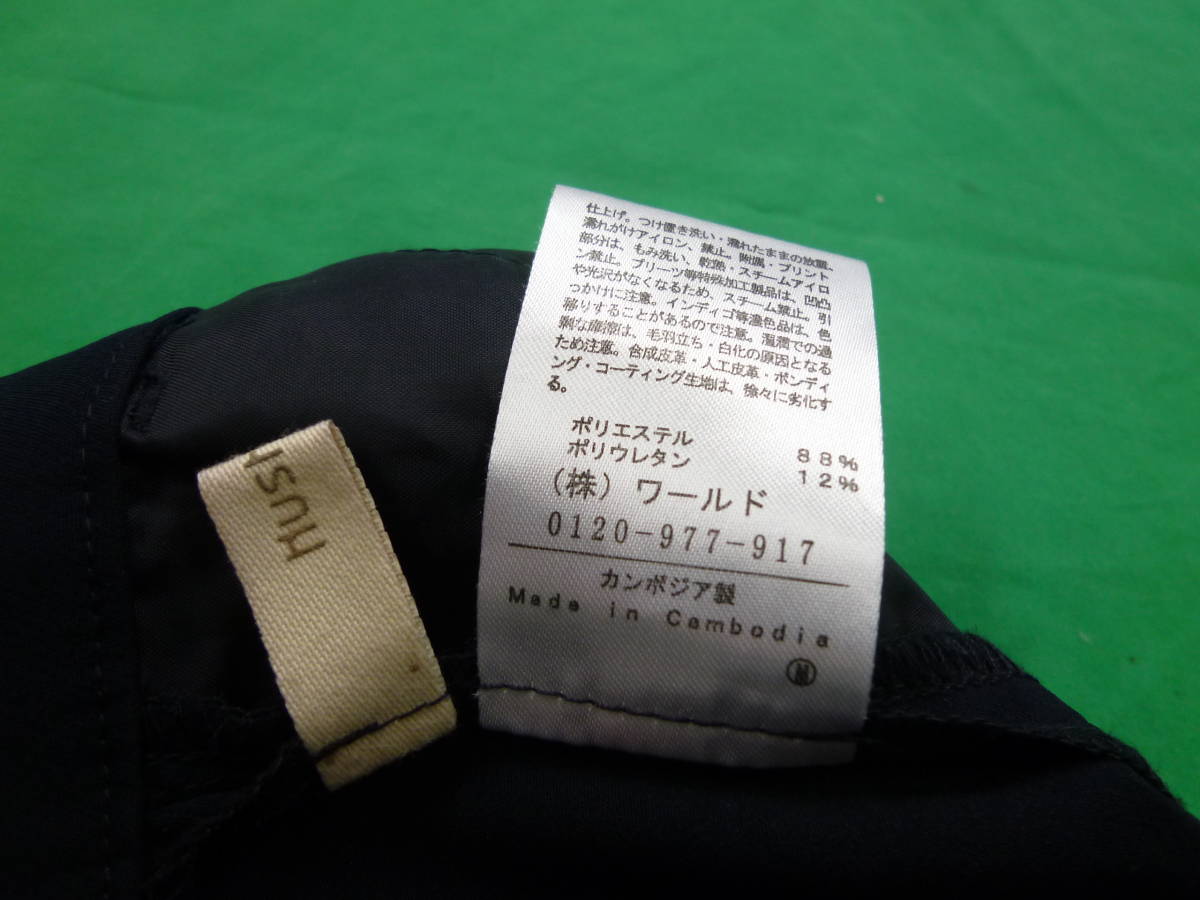 仕上げ。つけ置き洗い・濡れたままの放置、
濡れがけアイロン、禁止。附属・プリント
部分は、もみ洗い、乾熱・スチームアイロ
ン禁止。プリーツ等特殊加工製品は、凹凸
や光沢がなくなるため、スチーム禁止。引
っかけに注意。インディゴ等濃色品は、色
移りすることがあるので注意。湿潤での過
剰な摩擦は、毛羽立ち・白化の原因となる
ため注意。合成皮革・人工皮革・ボンディ
ング・コーティング生地は、徐々に劣化す
る。
ポリエステル 88%
ポリウレタン 12%
(株)ワールド
0120-977-917
カンボジア製
Made in Cambodia
HUSH